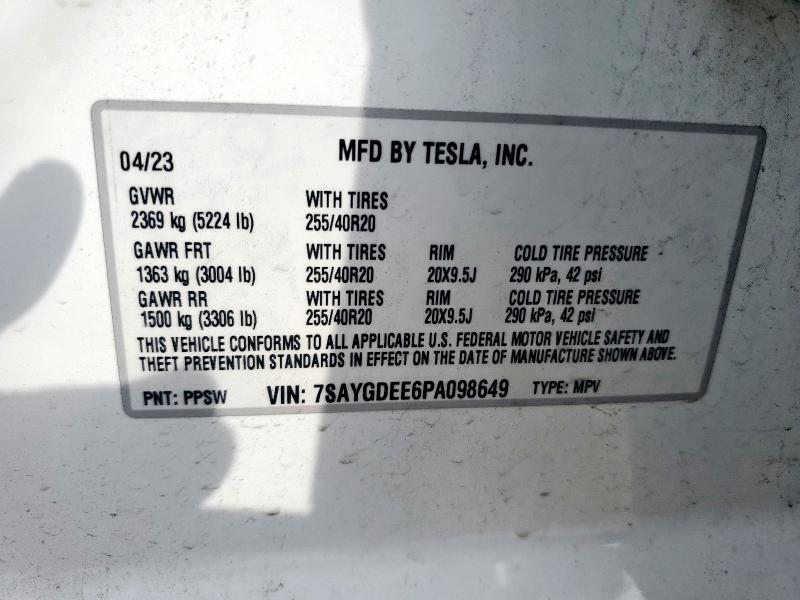 04/23 MFD BY TESLA, INC.
GVWR WITH TIRES
2369 kg (5224 lb) 255/40R20
GAWR FRT WITH TIRES RIM COLD TIRE PRESSURE
1363 kg (3004 lb) 255/40R20 20X9.5J 290 kPa, 42 psi
GAWR RR WITH TIRES RIM COLD TIRE PRESSURE
1500 kg (3306 lb) 255/40R20 20X9.5J 290 kPa, 42 psi
THIS VEHICLE CONFORMS TO ALL APPLICABLE U.S. FEDERAL MOTOR VEHICLE SAFETY AND
THEFT PREVENTION STANDARDS IN EFFECT ON THE DATE OF MANUFACTURE SHOWN ABOVE.
PNT: PPSW VIN: 7SAYGDEE6PA098649 TYPE: MPV